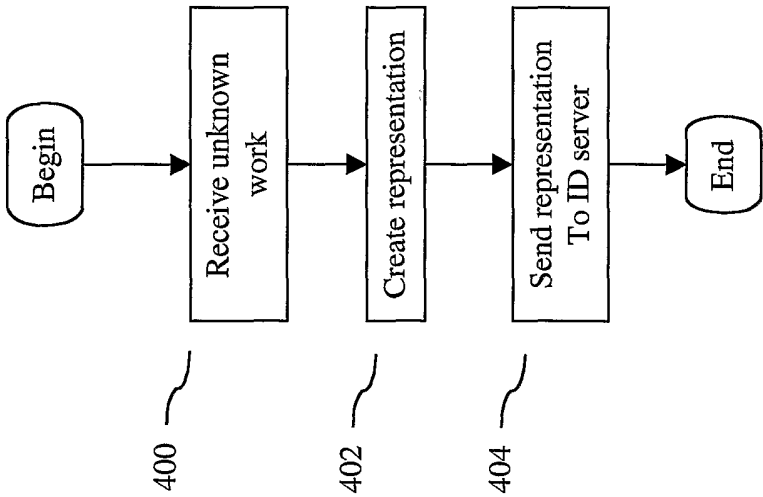 Begin
400
Receive unknown
work
402
Create representation
404
Send representation
To ID server
End